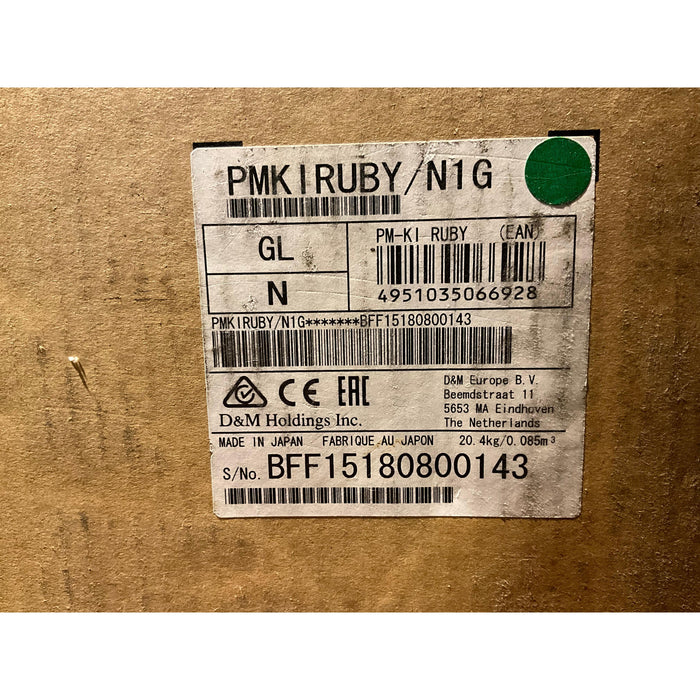 PMKIRUBY/N1G
GL
N
PM-KI RUBY (EAN)
4951035066928
PMKIRUBY/N1G*******BFF15180800143
CE EAC
D&M Holdings Inc.
D&M Europe B.V.
Beemdstraat 11
5653 MA Eindhoven
The Netherlands
MADE IN JAPAN FABRIQUE AU JAPON 20.4kg/0.085m³
S/No. BFF15180800143